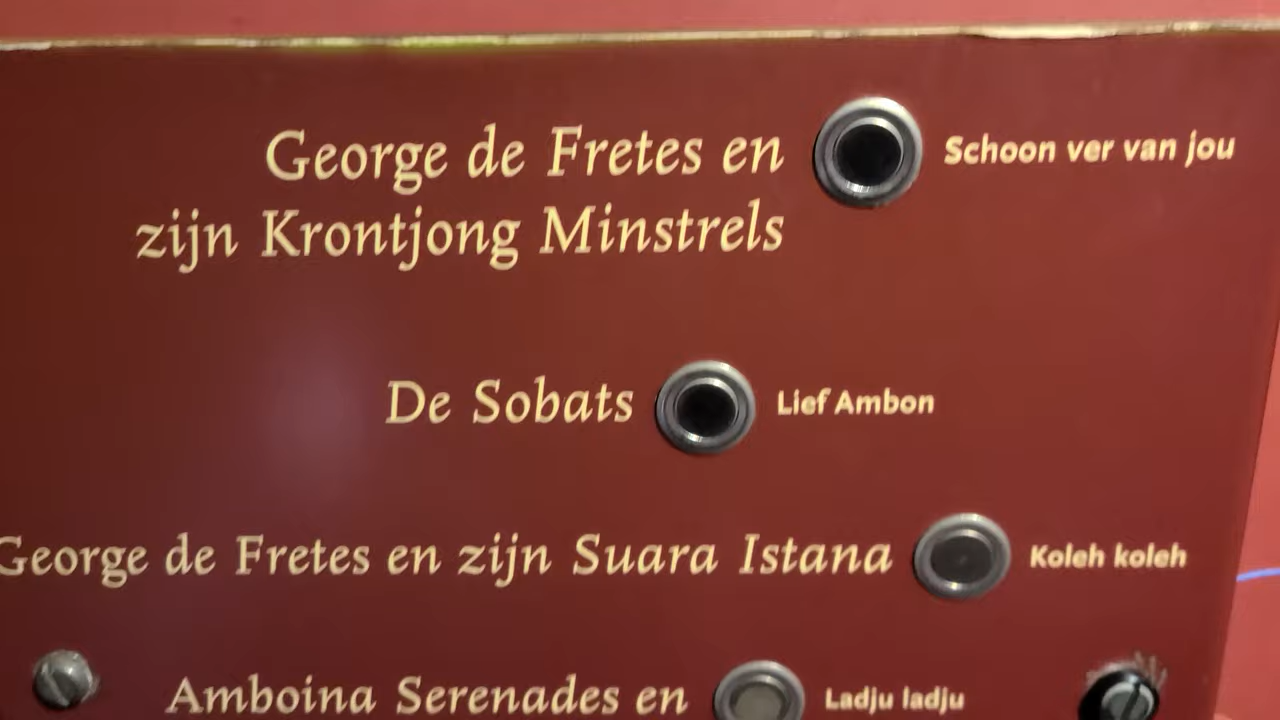 George de Fretes en Schoon ver van jou
zijn Krontjong Minstrels
De Sobats Lief Ambon
George de Fretes en zijn Suara Istana Koleh koleh
Amboina Serenades en Ladju ladju